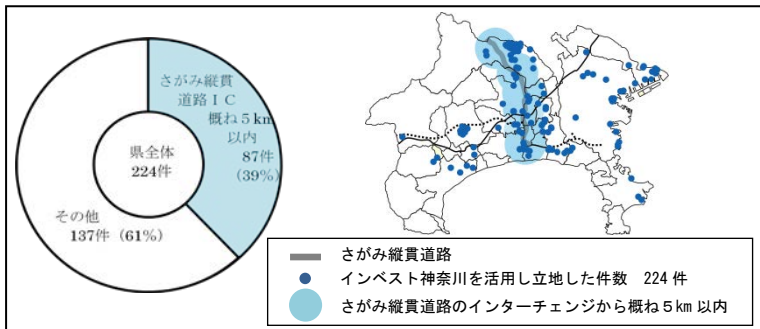 さがみ縦貫
道路ＩＣ
概ね５km
以内
87件
(39%)
県全体
224件
その他
137件 (61%)
さがみ縦貫道路
インベスト神奈川を活用し立地した件数　224 件
さがみ縦貫道路のインターチェンジから概ね５km 以内